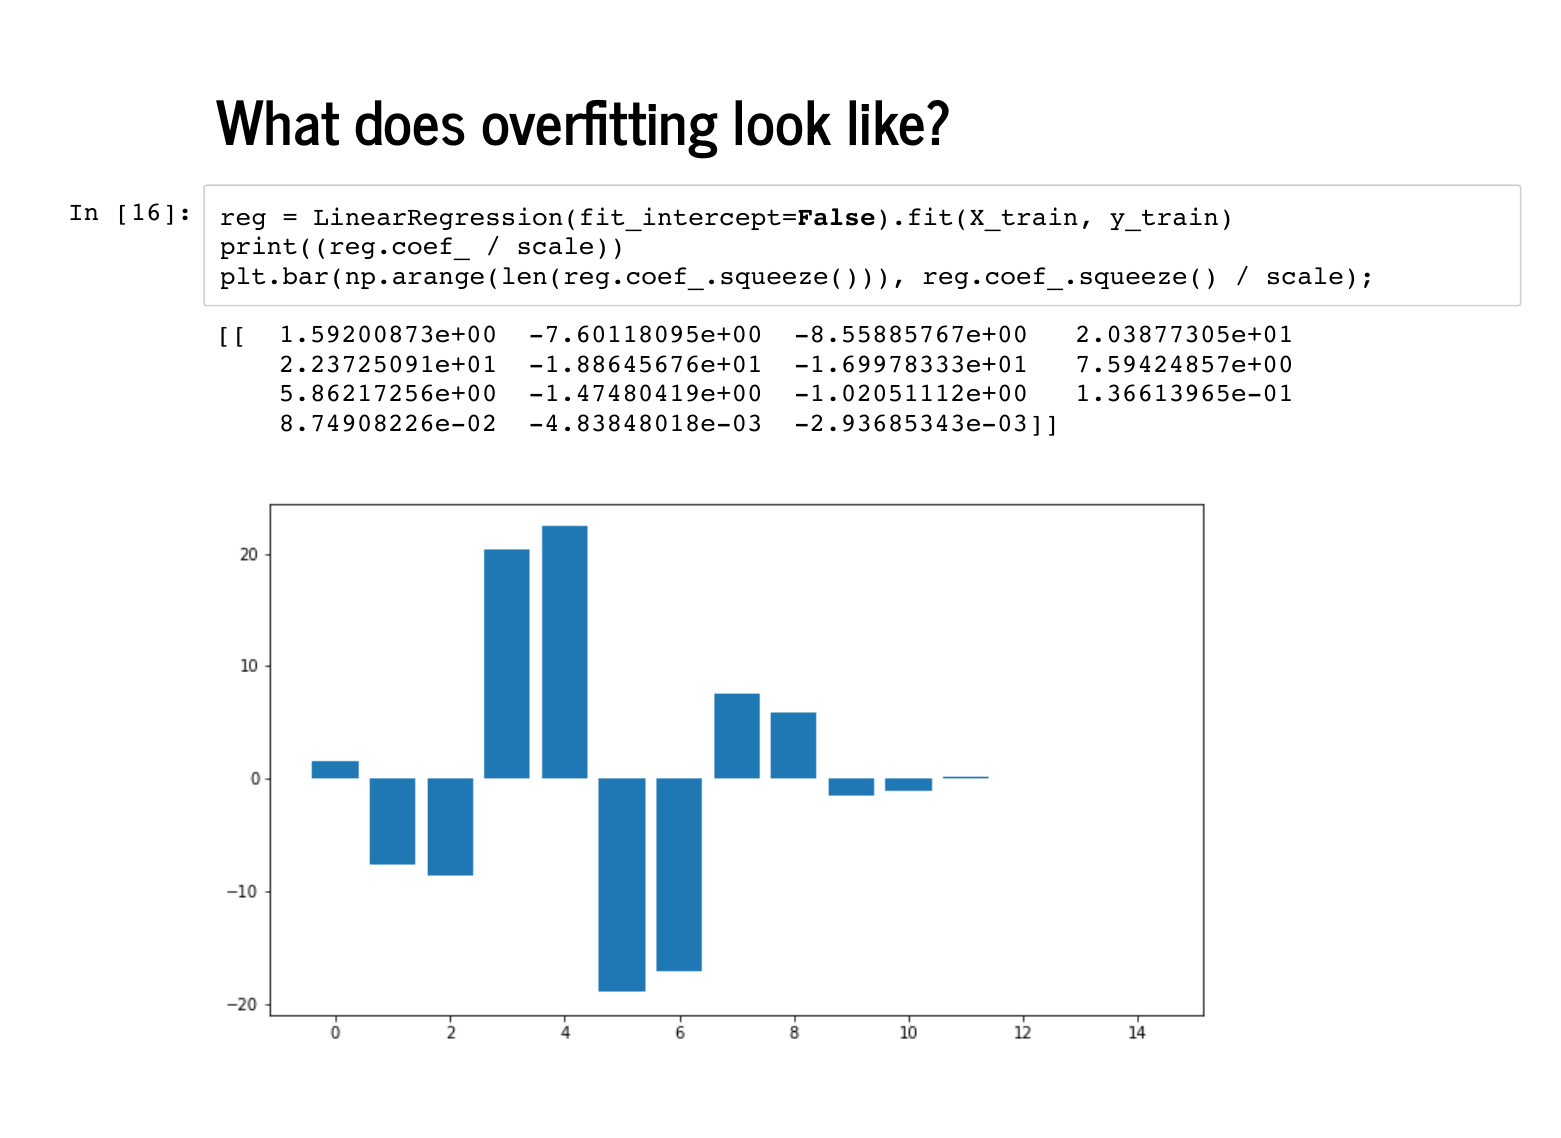 What does overfitting look like?
In [16]:
reg = LinearRegression(fit_intercept=False).fit(X_train, y_train)
print((reg.coef_ / scale))
plt.bar(np.arange(len(reg.coef_.squeeze())), reg.coef_.squeeze() / scale);
[[ 1.59200873e+00 -7.60118095e+00 -8.55885767e+00 2.03877305e+01
2.23725091e+01 -1.88645676e+01 -1.69978333e+01 7.59424857e+00
5.86217256e+00 -1.47480419e+00 -1.02051112e+00 1.36613965e-01
8.74908226e-02 -4.83848018e-03 -2.93685343e-03]]
20
10
0
−10
−20
0 2 4 6 8 10 12 14